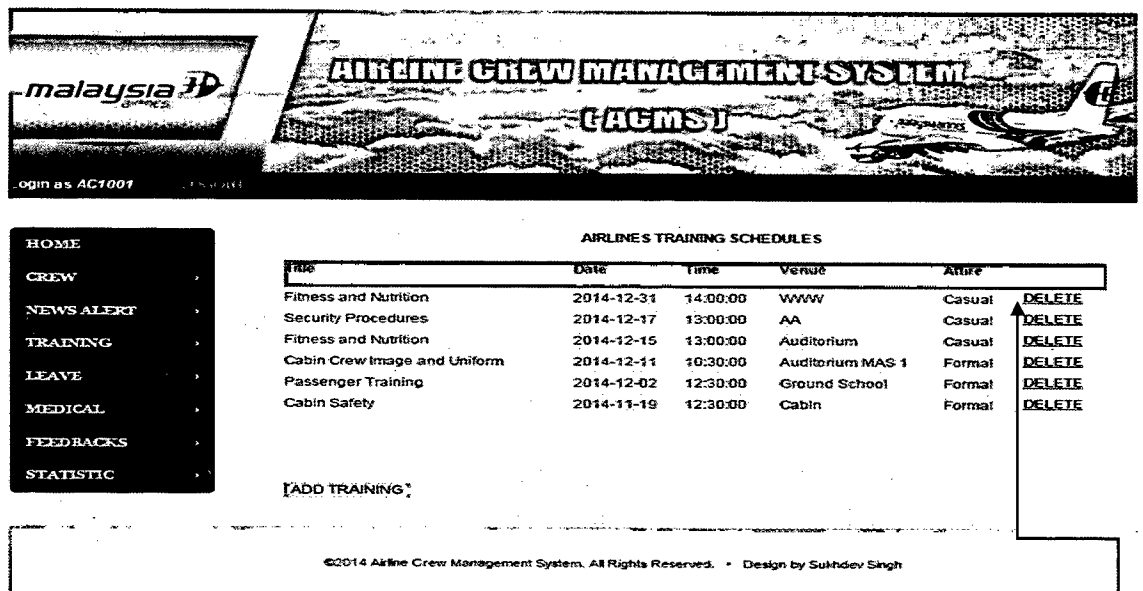 malaysia
airlines
AIRLINE CREW MANAGEMENT SYSTEM
[ACMS]
Login as AC1001
HOME
CREW
NEWS ALERT
TRAINING
LEAVE
MEDICAL
FEEDBACKS
STATISTIC
AIRLINES TRAINING SCHEDULES
Title Date Time Venue Attire
Fitness and Nutrition 2014-12-31 14:00:00 WWW Casual DELETE
Security Procedures 2014-12-17 13:00:00 AA Casual DELETE
Fitness and Nutrition 2014-12-15 13:00:00 Auditorium Casual DELETE
Cabin Crew Image and Uniform 2014-12-11 10:30:00 Auditorium MAS 1 Formal DELETE
Passenger Training 2014-12-02 12:30:00 Ground School Formal DELETE
Cabin Safety 2014-11-19 12:30:00 Cabin Formal DELETE
[ADD TRAINING]
©2014 Airline Crew Management System. All Rights Reserved. • Design by Sukhdev Singh